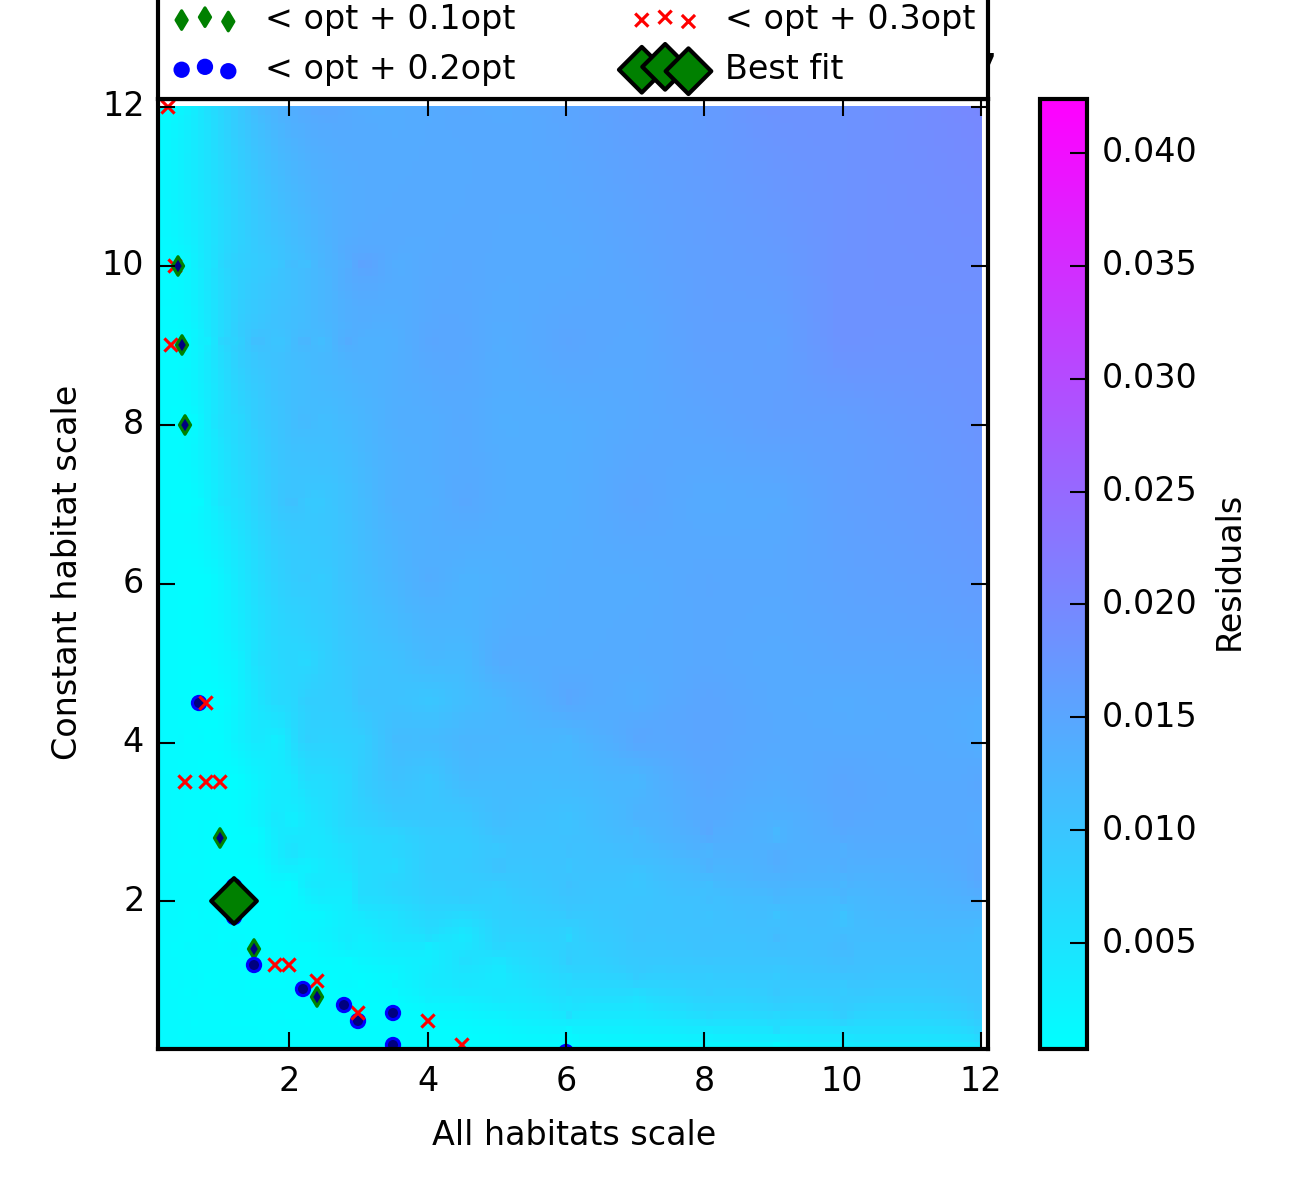 < opt + 0.1opt
< opt + 0.3opt
< opt + 0.2opt
Best fit
12
10
8
6
4
2
Constant habitat scale
2 4 6 8 10 12
All habitats scale
0.040
0.035
0.030
0.025
0.020
0.015
0.010
0.005
Residuals